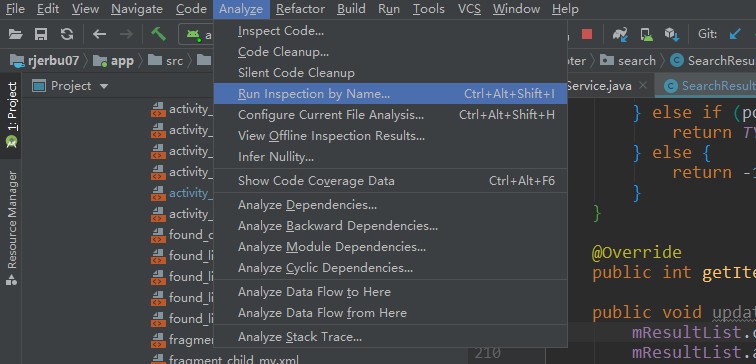 File Edit View Navigate Code Analyze Refactor Build Run Tools VCS Window Help
Git:
rjerbu07 app src search SearchResu
Project
Service.java SearchResul
1: Project
Resource Manager
Inspect Code...
Code Cleanup...
Silent Code Cleanup
Run Inspection by Name... Ctrl+Alt+Shift+I
Configure Current File Analysis... Ctrl+Alt+Shift+H
View Offline Inspection Results...
Infer Nullity...
Show Code Coverage Data Ctrl+Alt+F6
Analyze Dependencies...
Analyze Backward Dependencies...
Analyze Module Dependencies...
Analyze Cyclic Dependencies...
Analyze Data Flow to Here
Analyze Data Flow from Here
Analyze Stack Trace...
activity_
activity_
activity_
activity_
activity_
activity_
found_c
found_li
found_li
found_li
found_li
fragmen
fragment_child_my.xml
} else if (po
return TY
} else {
return -1
}
}
@Override
public int getIte
public void updat
mResultList.c
210 mResultList.a